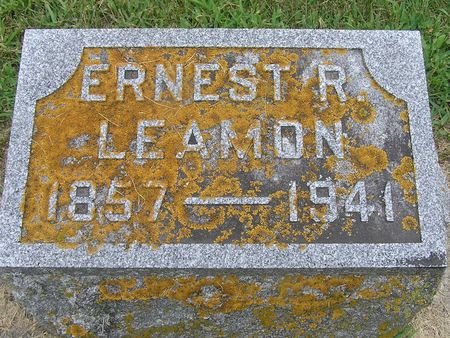 ERNEST R.
LEAMON
1857 — 1941